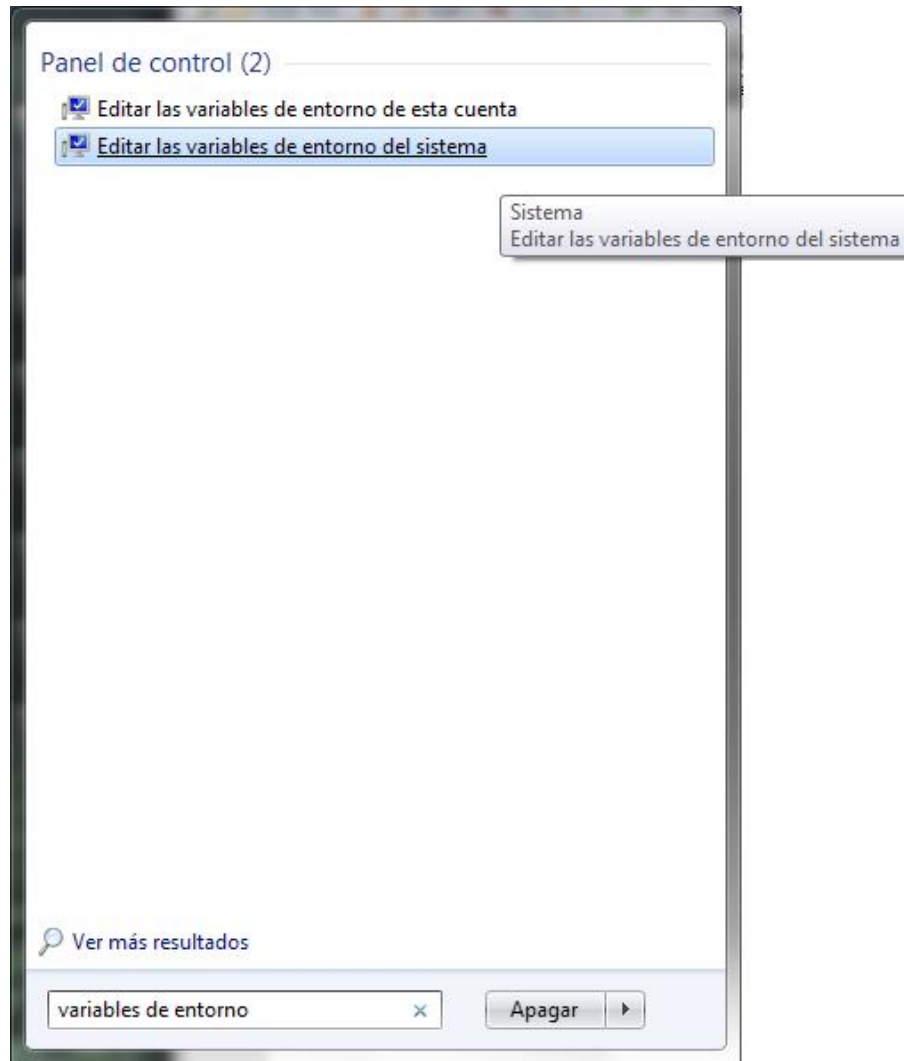 Panel de control (2)
Editar las variables de entorno de esta cuenta
Editar las variables de entorno del sistema
Sistema
Editar las variables de entorno del sistema
Ver más resultados
variables de entorno
Apagar